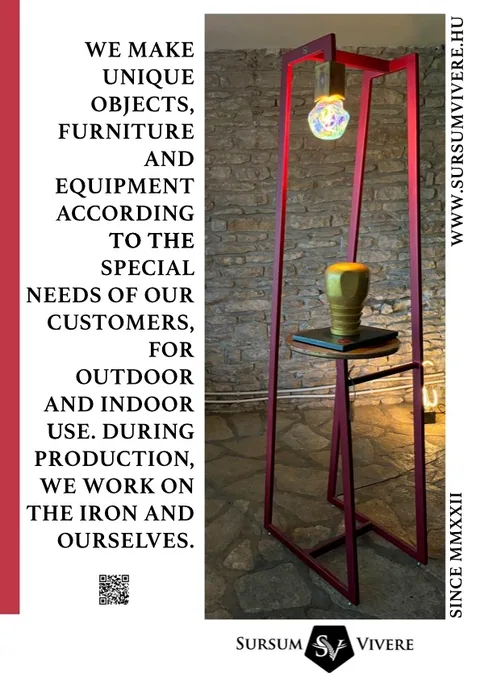 WE MAKE
UNIQUE
OBJECTS,
FURNITURE
AND
EQUIPMENT
ACCORDING
TO THE
SPECIAL
NEEDS OF OUR
CUSTOMERS,
FOR
OUTDOOR
AND INDOOR
USE. DURING
PRODUCTION,
WE WORK ON
THE IRON AND
OURSELVES.
WWW.SURSUMVIVERE.HU
SINCE MMXXII
SURSUM SV VIVERE